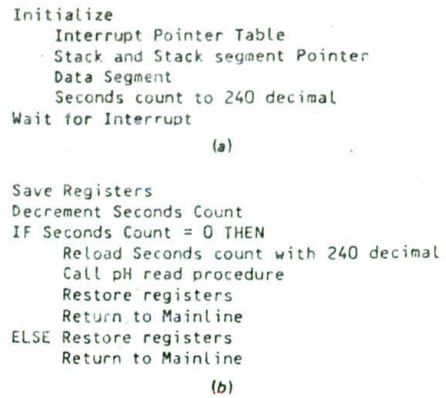 Initialize
Interrupt Pointer Table
Stack and Stack segment Pointer
Data Segment
Seconds count to 240 decimal
Wait for Interrupt
(a)
Save Registers
Decrement Seconds Count
IF Seconds Count = 0 THEN
Reload Seconds count with 240 decimal
Call pH read procedure
Restore registers
Return to Mainline
ELSE Restore registers
Return to Mainline
(b)